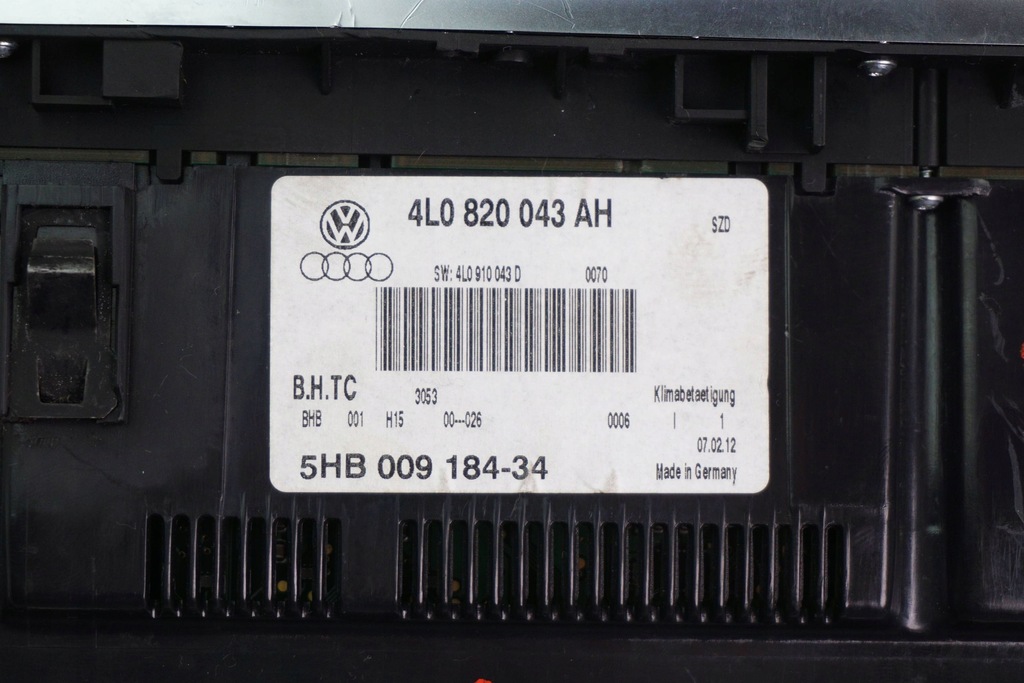 4L0 820 043 AH
SZD
SW: 4L0 910 043 D 0070
B.H.TC 3053 Klimabetaetigung
BHB 001 H15 00---026 0006 | 1
07.02.12
5HB 009 184-34 Made in Germany